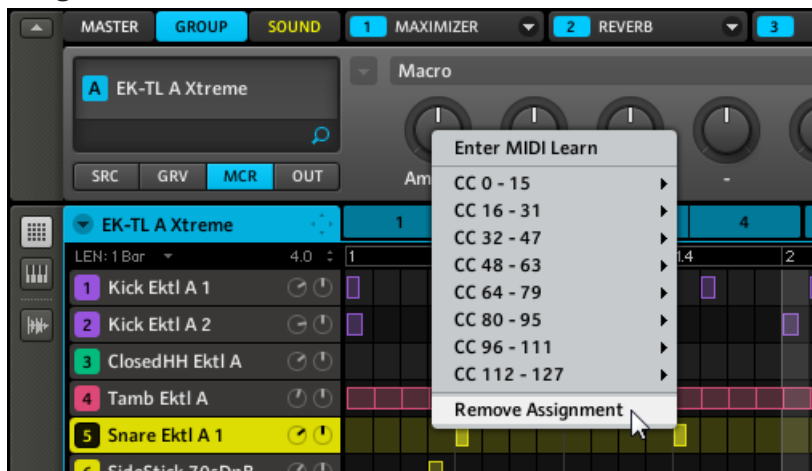 MASTER GROUP SOUND 1 MAXIMIZER 2 REVERB 3
A EK-TL A Xtreme
Macro
SRC GRV MCR OUT
Am
-
Enter MIDI Learn
CC 0 - 15
CC 16 - 31
CC 32 - 47
CC 48 - 63
CC 64 - 79
CC 80 - 95
CC 96 - 111
CC 112 - 127
Remove Assignment
EK-TL A Xtreme 1 4
LEN: 1 Bar 4.0 1 1.4 2
1 Kick Ektl A 1
2 Kick Ektl A 2
3 ClosedHH Ektl A
4 Tamb Ektl A
5 Snare Ektl A 1
6 SideStick 70sDnB